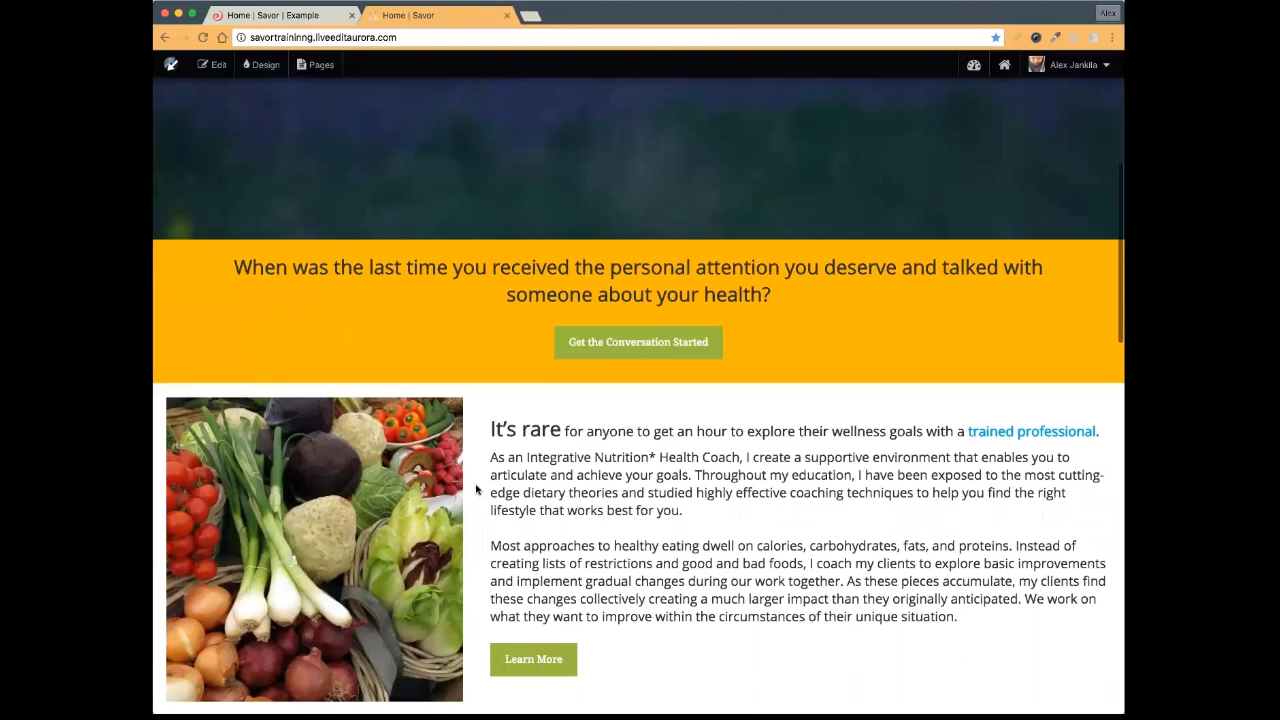 Home | Savor | Example
Home | Savor
Alex
savortraininng.liveeditaurora.com
Edit
Design
Pages
Alex Jankila
When was the last time you received the personal attention you deserve and talked with
someone about your health?
Get the Conversation Started
It's rare for anyone to get an hour to explore their wellness goals with a trained professional.
As an Integrative Nutrition* Health Coach, I create a supportive environment that enables you to
articulate and achieve your goals. Throughout my education, I have been exposed to the most cutting-
edge dietary theories and studied highly effective coaching techniques to help you find the right
lifestyle that works best for you.
Most approaches to healthy eating dwell on calories, carbohydrates, fats, and proteins. Instead of
creating lists of restrictions and good and bad foods, I coach my clients to explore basic improvements
and implement gradual changes during our work together. As these pieces accumulate, my clients find
these changes collectively creating a much larger impact than they originally anticipated. We work on
what they want to improve within the circumstances of their unique situation.
Learn More